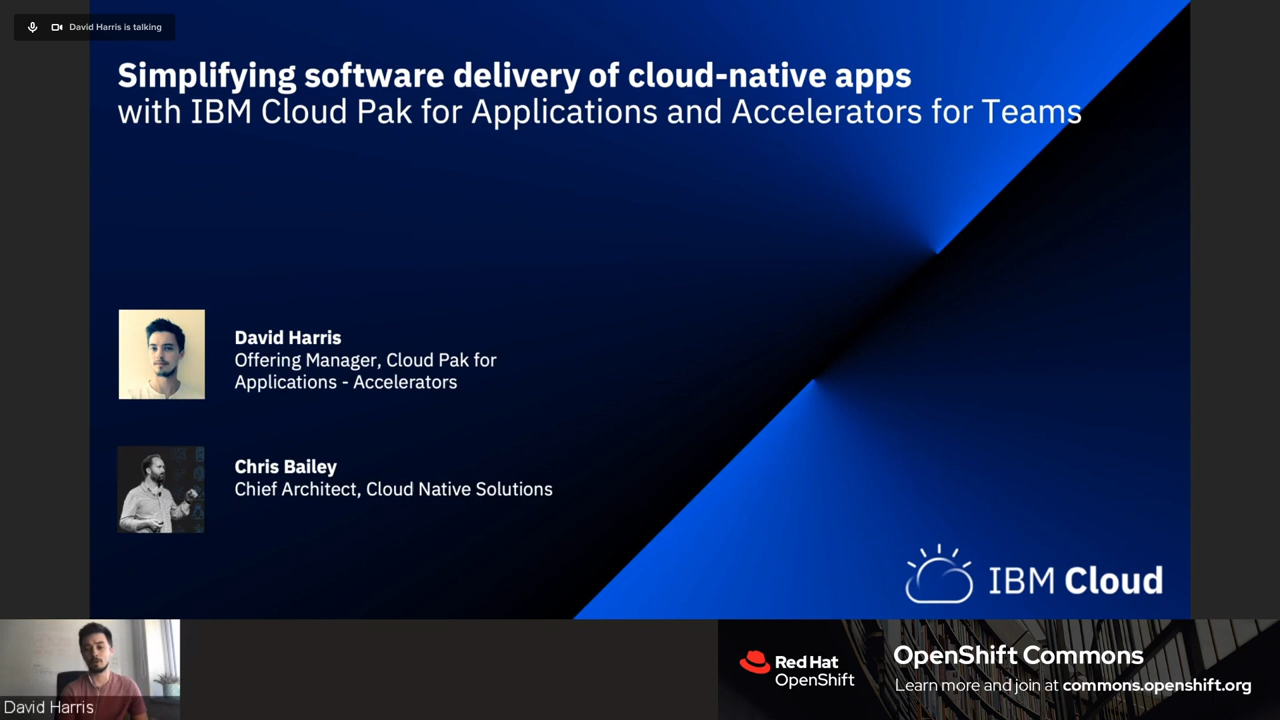 David Harris is talking
Simplifying software delivery of cloud-native apps
with IBM Cloud Pak for Applications and Accelerators for Teams
David Harris
Offering Manager, Cloud Pak for
Applications - Accelerators
Chris Bailey
Chief Architect, Cloud Native Solutions
IBM Cloud
David Harris
Red Hat
OpenShift
OpenShift Commons
Learn more and join at commons.openshift.org